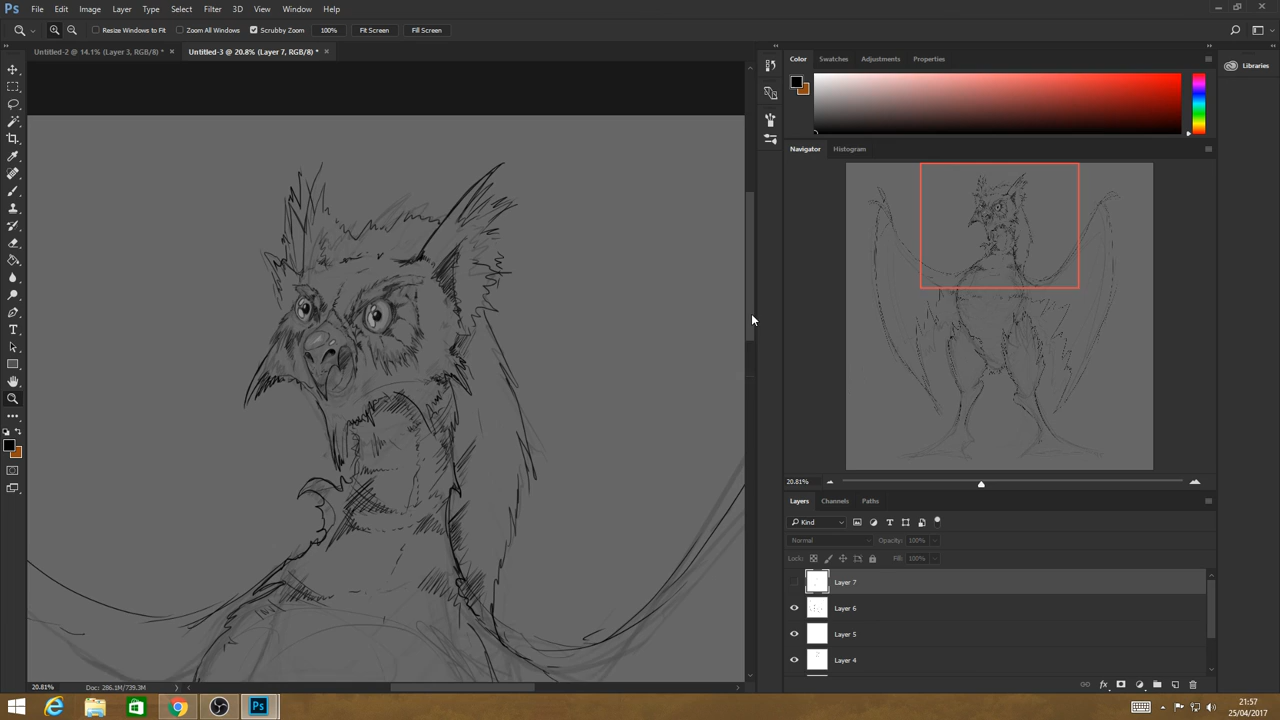 Ps File Edit Image Layer Type Select Filter 3D View Window Help
Resize Windows to Fit Zoom All Windows Scrubby Zoom 100% Fit Screen Fill Screen
Untitled-2 @ 14.1% (Layer 3, RGB/8) * × Untitled-3 @ 20.8% (Layer 7, RGB/8) * ×
Color Swatches Adjustments Properties
Libraries
Navigator Histogram
20.81%
Layers Channels Paths
Kind
Normal Opacity: 100%
Lock: Fill: 100%
Layer 7
Layer 6
Layer 5
Layer 4
20.81% Doc: 286.1M/739.3M
Ps
21:57
25/04/2017